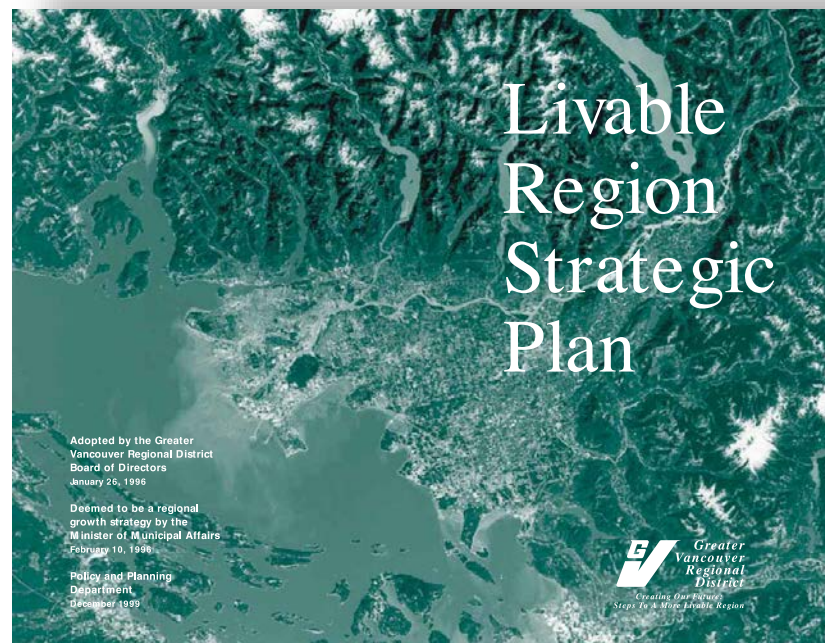 Livable
Region
Strategic
Plan
Adopted by the Greater
Vancouver Regional District
Board of Directors
January 26, 1996
Deemed to be a regional
growth strategy by the
Minister of Municipal Affairs
February 10, 1996
Policy and Planning
Department
December 1999
GV
Greater
Vancouver
Regional
District
Creating Our Future:
Steps To A More Livable Region